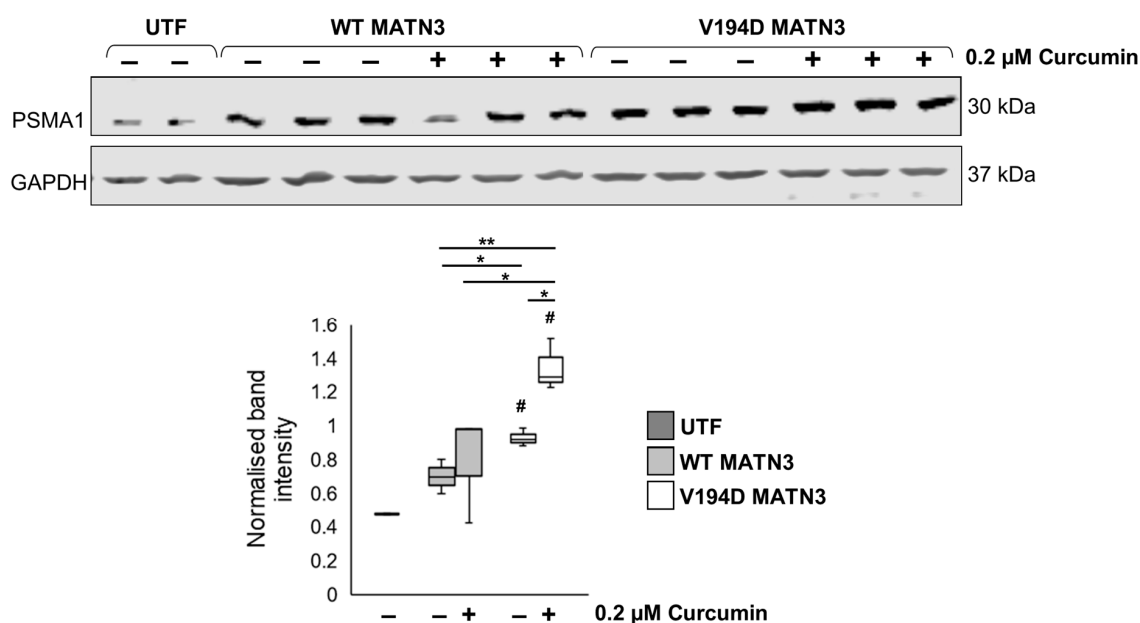 UTF WT MATN3 V194D MATN3
− − − − − + + + − − − + + + 0.2 µM Curcumin
PSMA1 30 kDa
GAPDH 37 kDa
**
*
*
*
#
#
1.6
1.4
1.2
1
0.8
0.6
0.4
0.2
0
Normalised band
intensity
UTF
WT MATN3
V194D MATN3
− − + − + 0.2 µM Curcumin